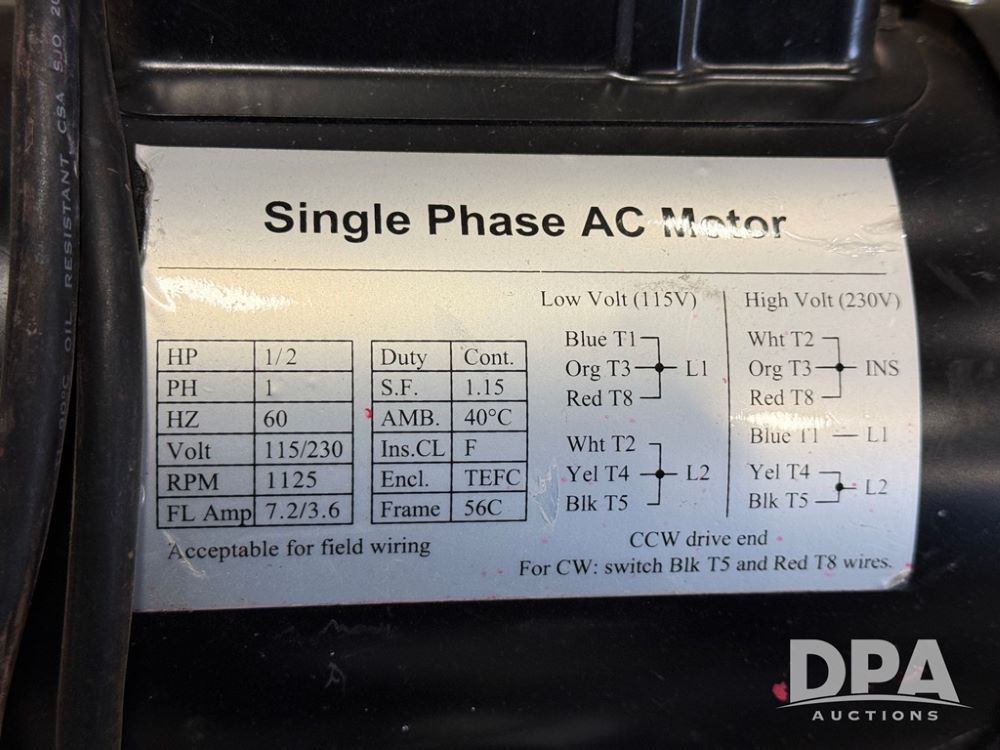 Single Phase AC Motor
HP 1/2
PH 1
HZ 60
Volt 115/230
RPM 1125
FL Amp 7.2/3.6
Duty Cont.
S.F. 1.15
AMB. 40°C
Ins.CL F
Encl. TEFC
Frame 56C
Acceptable for field wiring
Low Volt (115V)
Blue T1
Org T3 L1
Red T8
Wht T2
Yel T4 L2
Blk T5
High Volt (230V)
Wht T2
Org T3 INS
Red T8
Blue T1 — L1
Yel T4
Blk T5 L2
CCW drive end
For CW: switch Blk T5 and Red T8 wires.
OIL RESISTANT CSA SJO
DPA
AUCTIONS